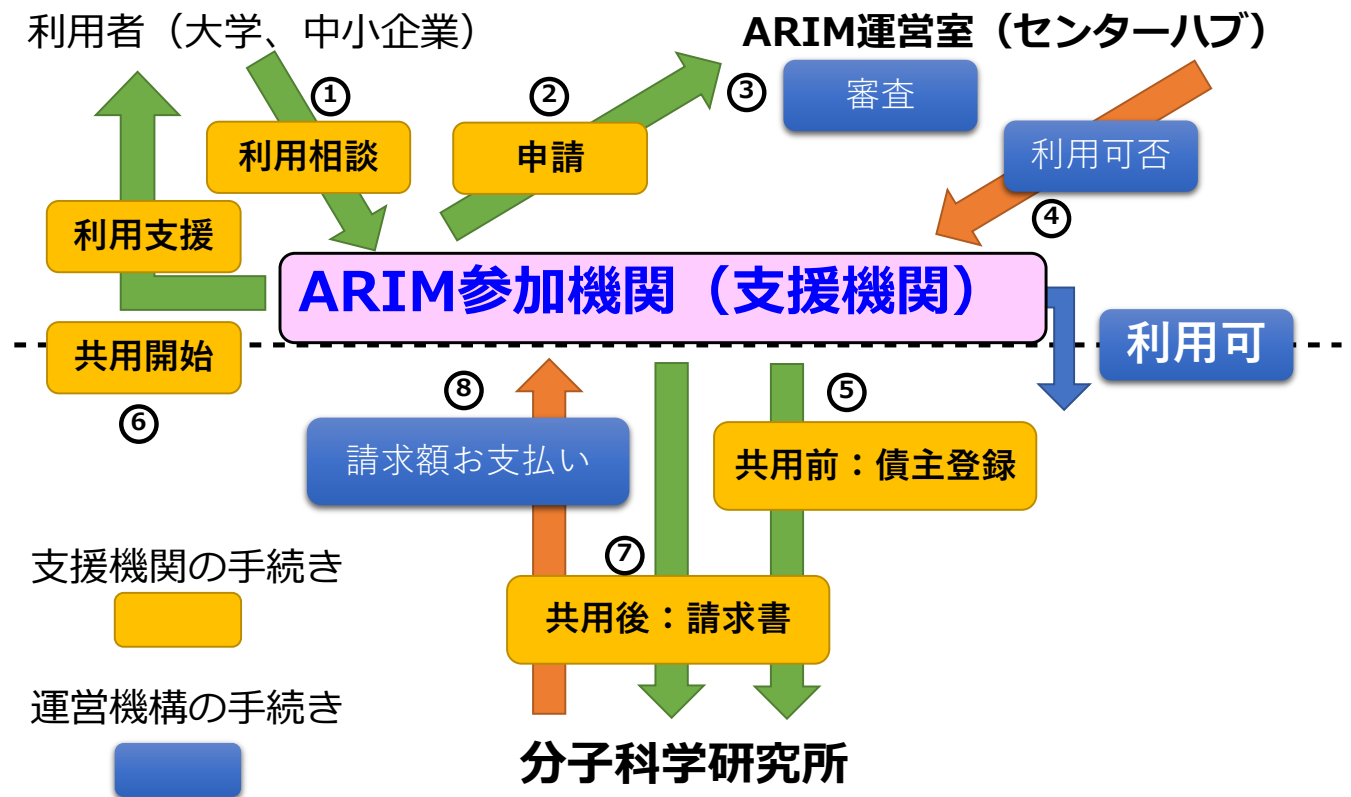 利用者（大学、中小企業）
ARIM運営室（センターハブ）
①
②
③
審査
利用相談
申請
利用可否
④
利用支援
ARIM参加機関（支援機関）
共用開始
利用可
⑥
⑧
⑤
請求額お支払い
共用前：債主登録
⑦
支援機関の手続き
共用後：請求書
運営機構の手続き
分子科学研究所